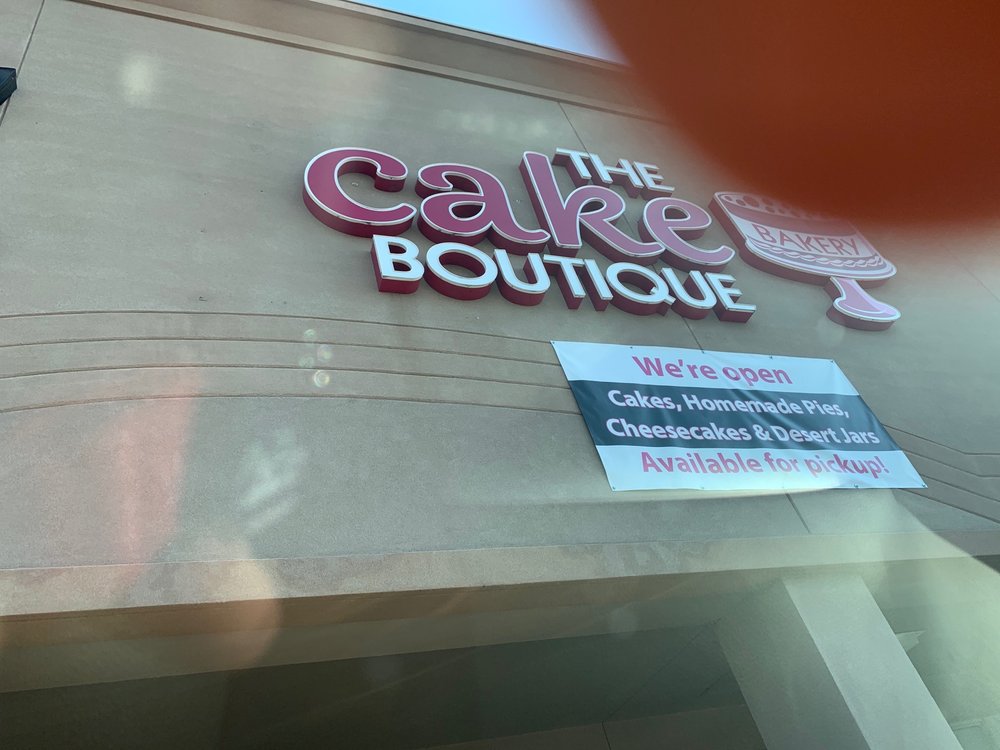 THE
Cake
BOUTIQUE
BAKERY
We're open
Cakes, Homemade Pies,
Cheesecakes & Desert Jars
Available for pickup!